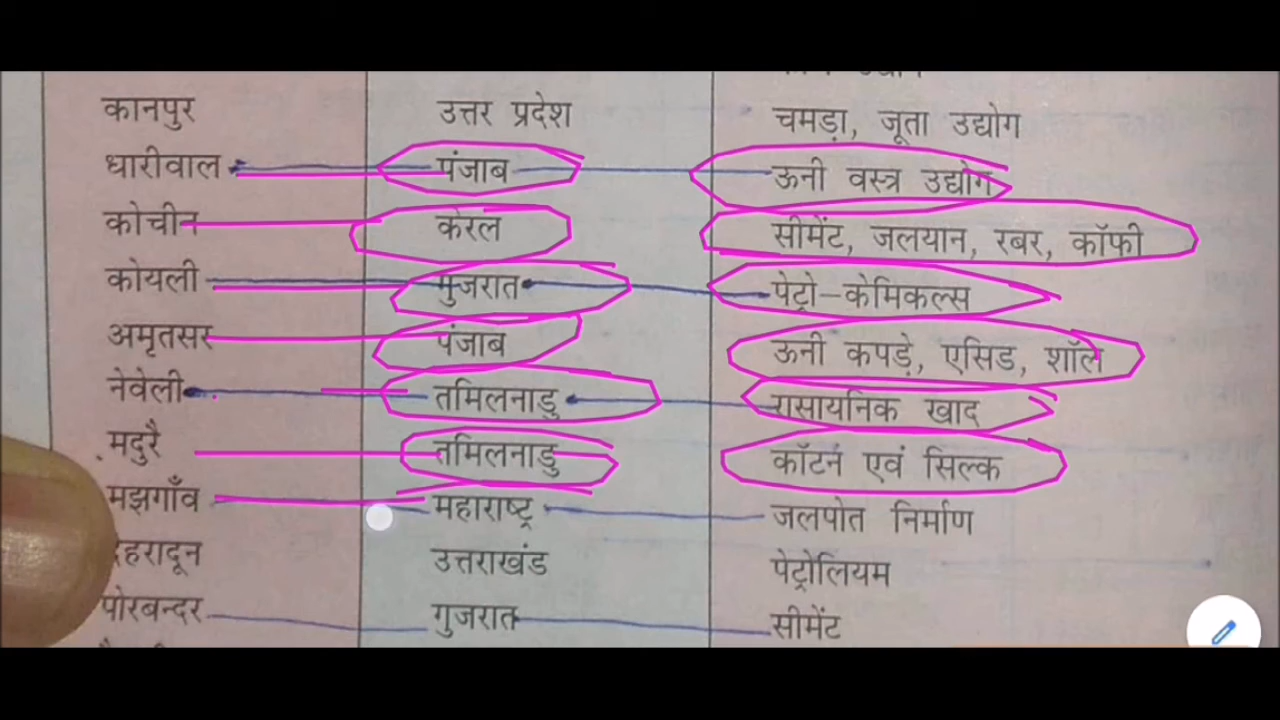 कानपुर उत्तर प्रदेश चमड़ा, जूता उद्योग
धारीवाल पंजाब ऊनी वस्त्र उद्योग
कोचीन केरल सीमेंट, जलयान, रबर, कॉफी
कोयली गुजरात पेट्रो-केमिकल्स
अमृतसर पंजाब ऊनी कपड़े, एसिड, शॉल
नेवेली तमिलनाडु रासायनिक खाद
मदुरै तमिलनाडु कॉटन एवं सिल्क
मझगाँव महाराष्ट्र जलपोत निर्माण
देहरादून उत्तराखंड पेट्रोलियम
पोरबन्दर गुजरात सीमेंट